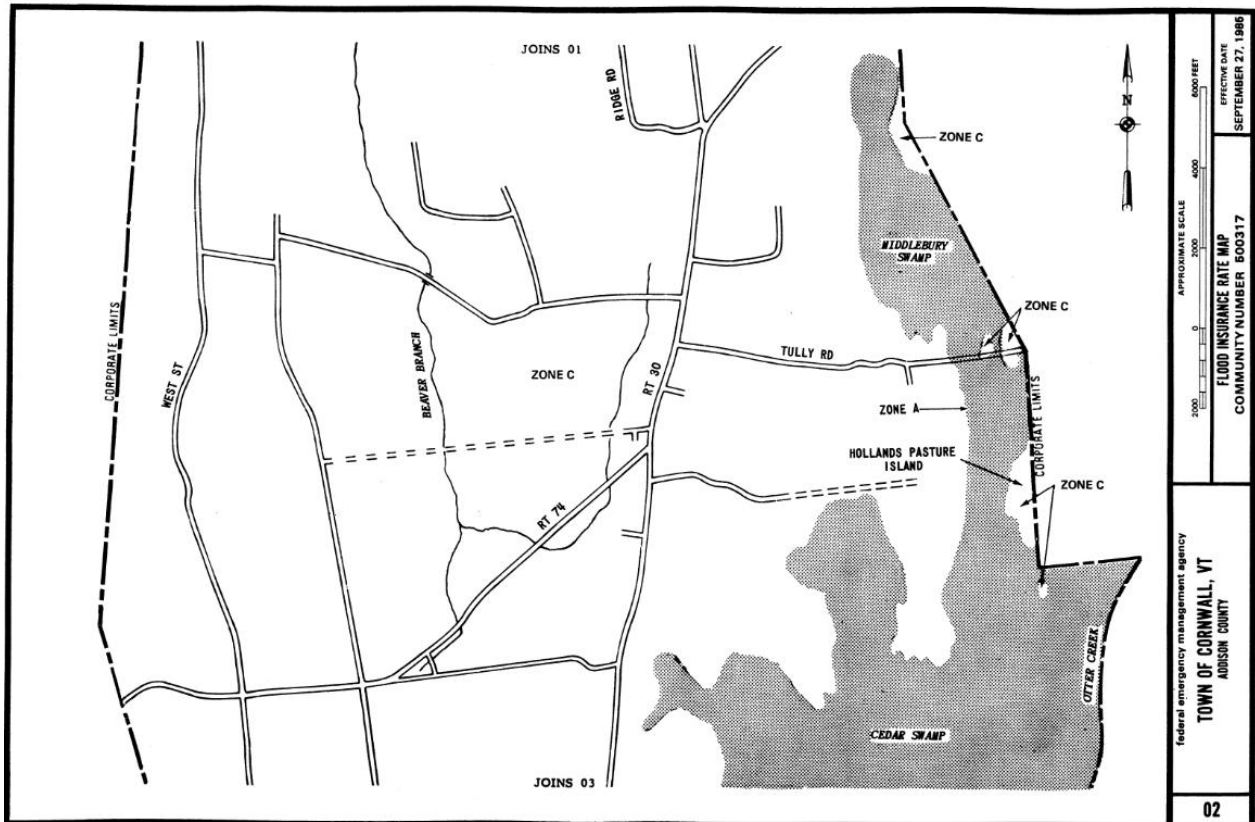 JOINS 01
RIDGE RD
N
ZONE C
MIDDLEBURY
SWAMP
ZONE C
CORPORATE LIMITS
WEST ST
BEAVER BRANCH
ZONE C
RT 30
TULLY RD
ZONE A
CORPORATE LIMITS
HOLLANDS PASTURE
ISLAND
ZONE C
RT 74
OTTER CREEK
CEDAR SWAMP
JOINS 03
APPROXIMATE SCALE
2000 0 2000 4000 6000 FEET
EFFECTIVE DATE
SEPTEMBER 27, 1985
FLOOD INSURANCE RATE MAP
COMMUNITY NUMBER 500317
federal emergency management agency
TOWN OF CORNWALL, VT
ADDISON COUNTY
02